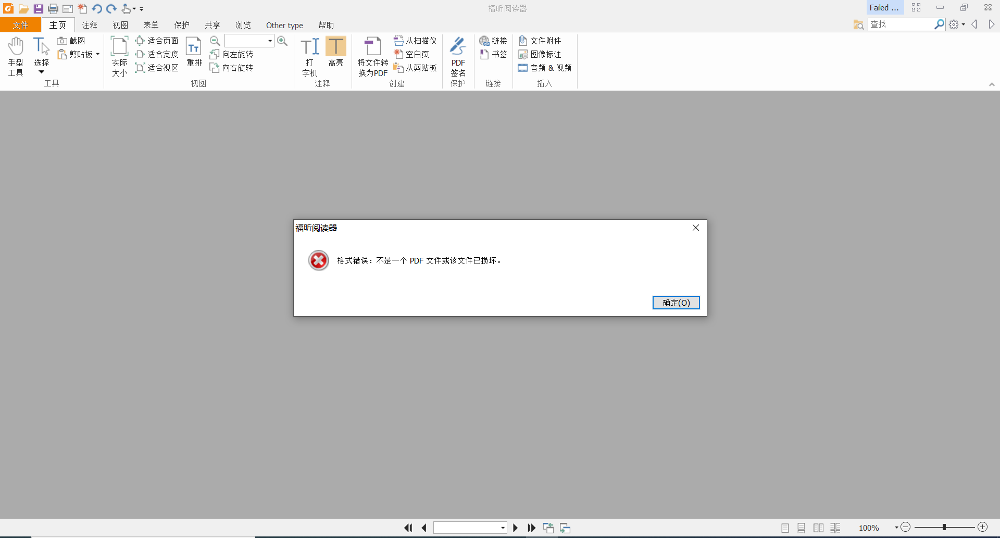 福昕阅读器
Failed ...
文件 主页 注释 视图 表单 保护 共享 浏览 Other type 帮助
查找
手型
工具
选择
截图
剪贴板
工具
实际
大小
适合页面
适合宽度
适合视区
重排
向左旋转
向右旋转
视图
打
字机
高亮
注释
将文件转
换为PDF
从扫描仪
空白页
从剪贴板
创建
PDF
签名
保护
链接
书签
链接
文件附件
图像标注
音频 & 视频
插入
福昕阅读器
格式错误：不是一个 PDF 文件或该文件已损坏。
确定(O)
100%